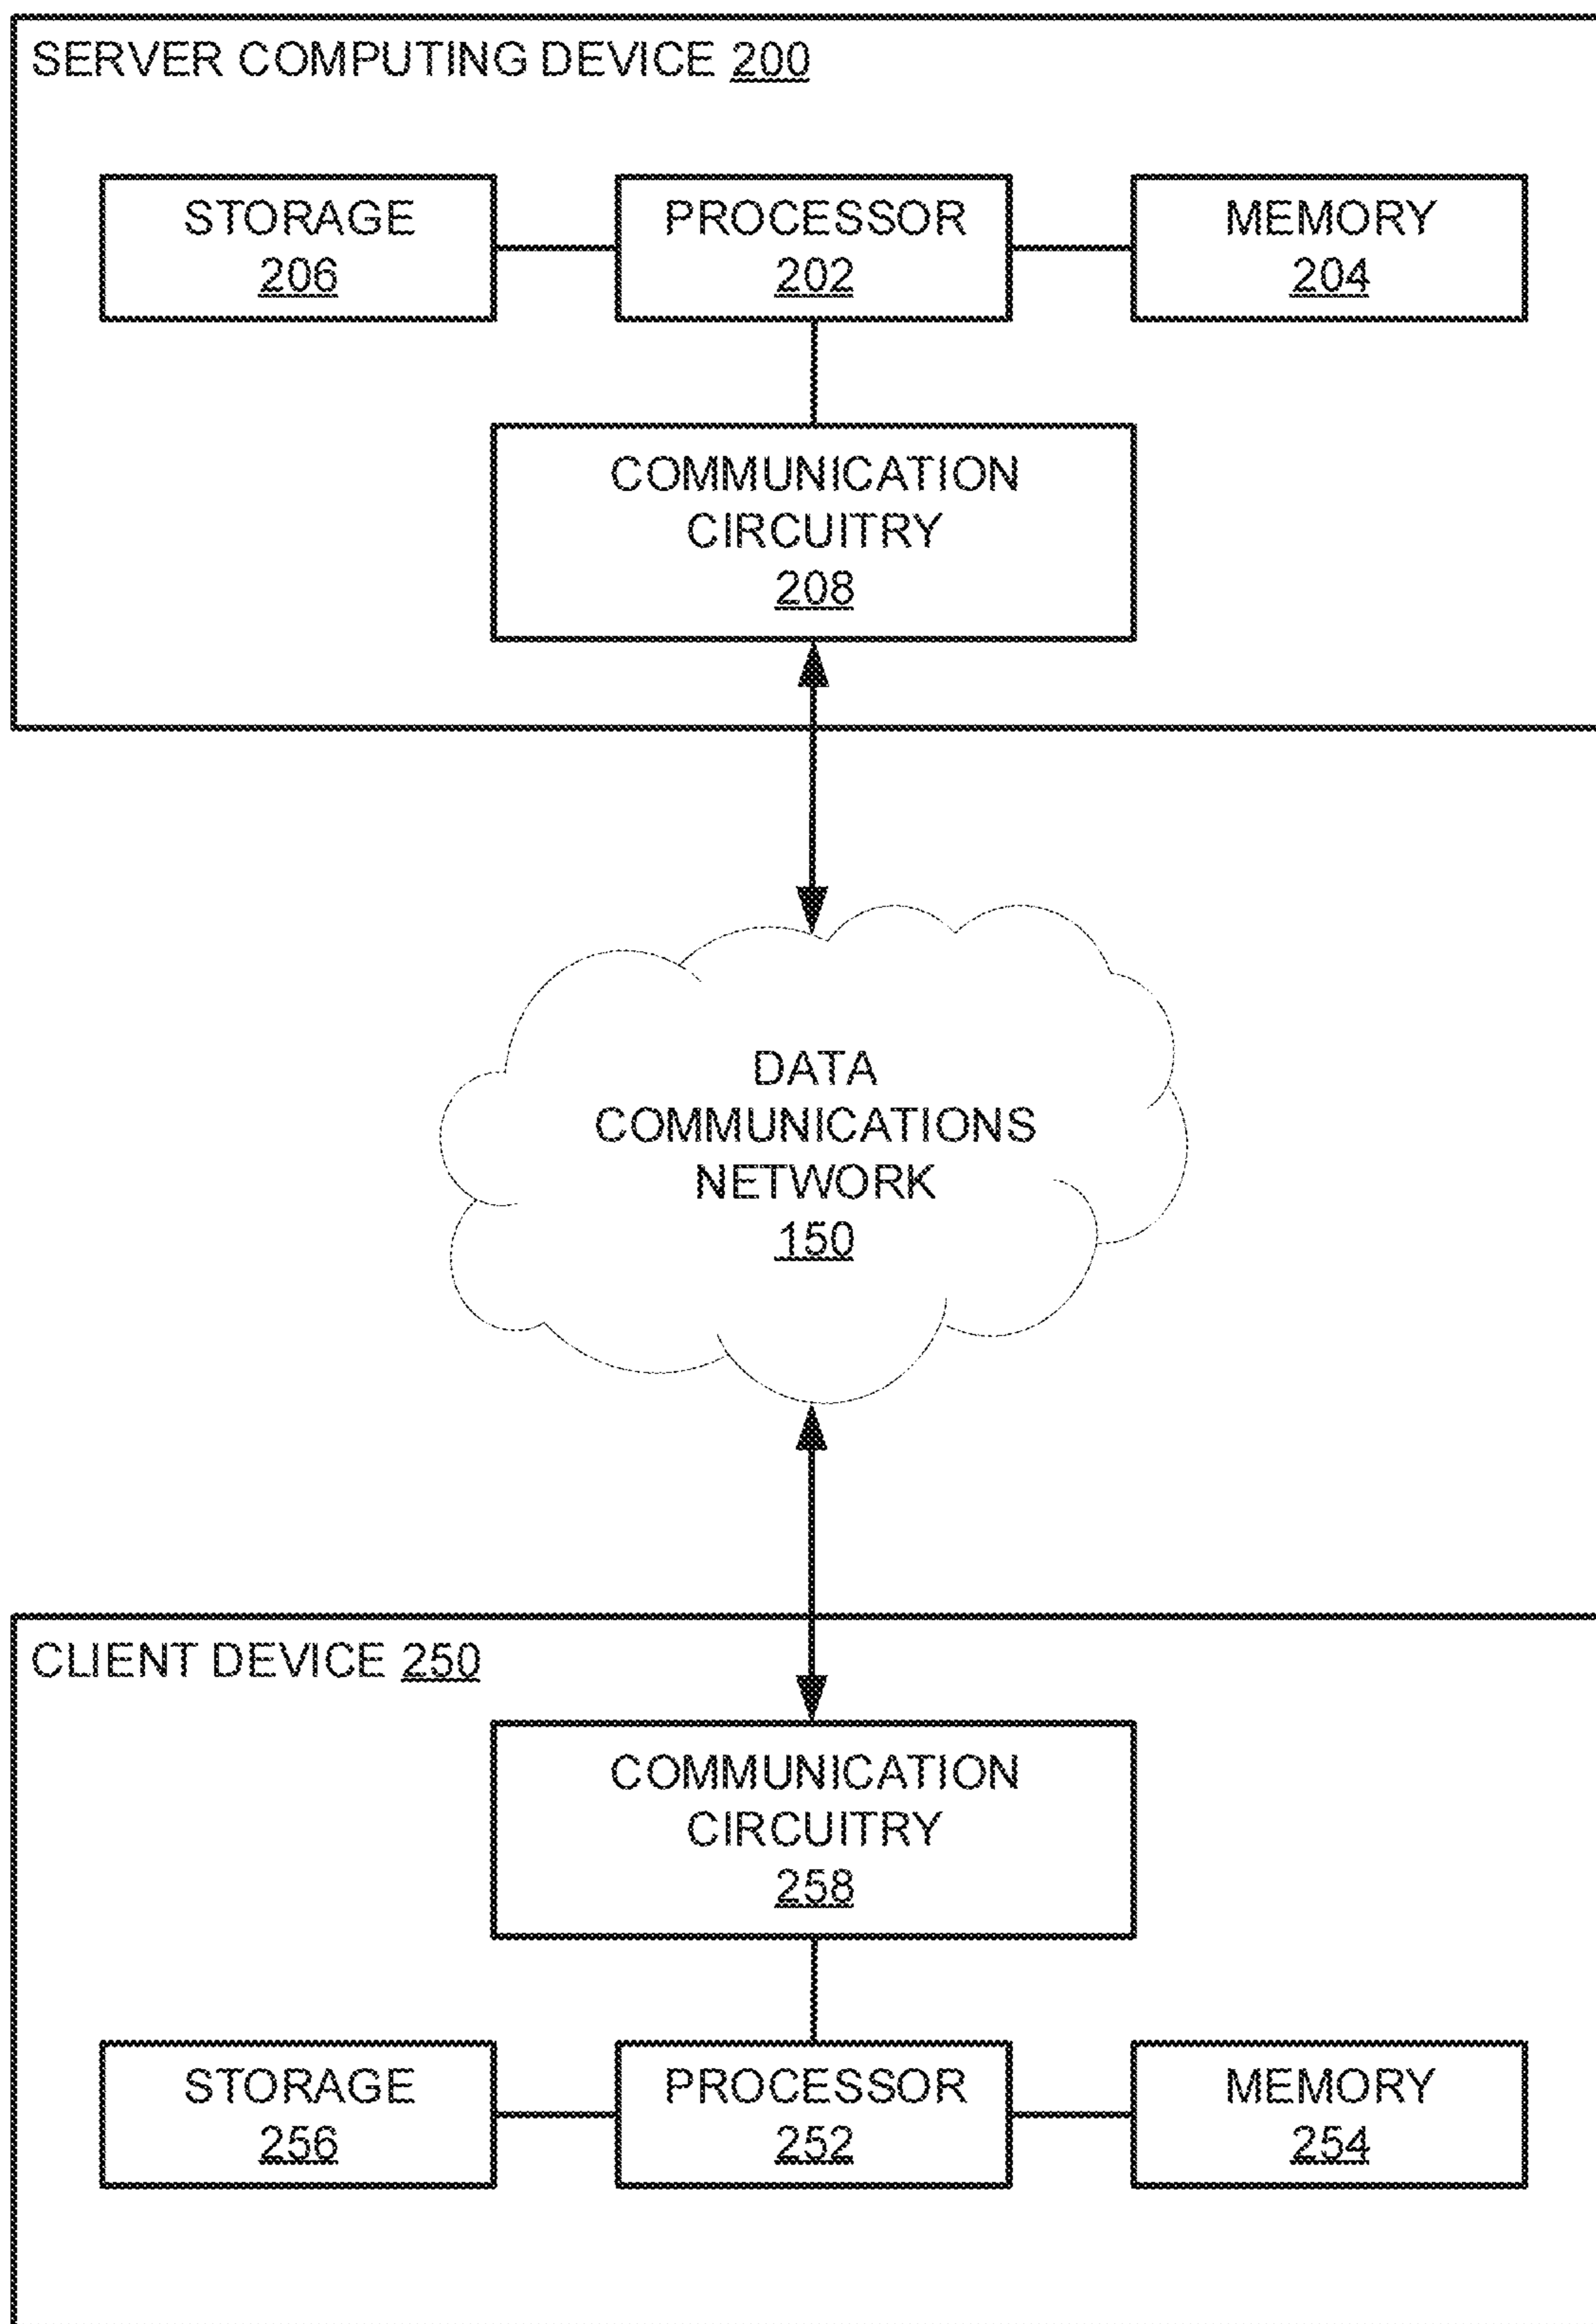 SERVER COMPUTING DEVICE 200
STORAGE
206
PROCESSOR
202
MEMORY
204
COMMUNICATION
CIRCUITRY
208
DATA
COMMUNICATIONS
NETWORK
150
CLIENT DEVICE 250
COMMUNICATION
CIRCUITRY
258
STORAGE
256
PROCESSOR
252
MEMORY
254